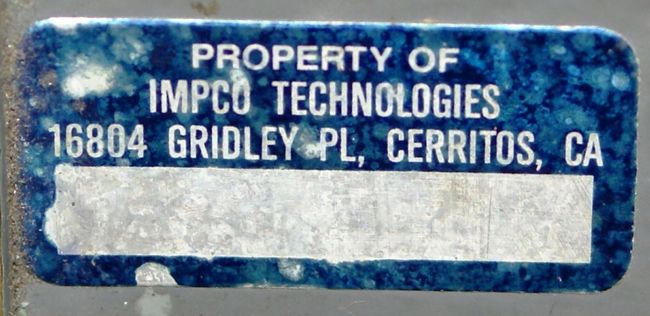 PROPERTY OF
IMPCO TECHNOLOGIES
16804 GRIDLEY PL, CERRITOS, CA